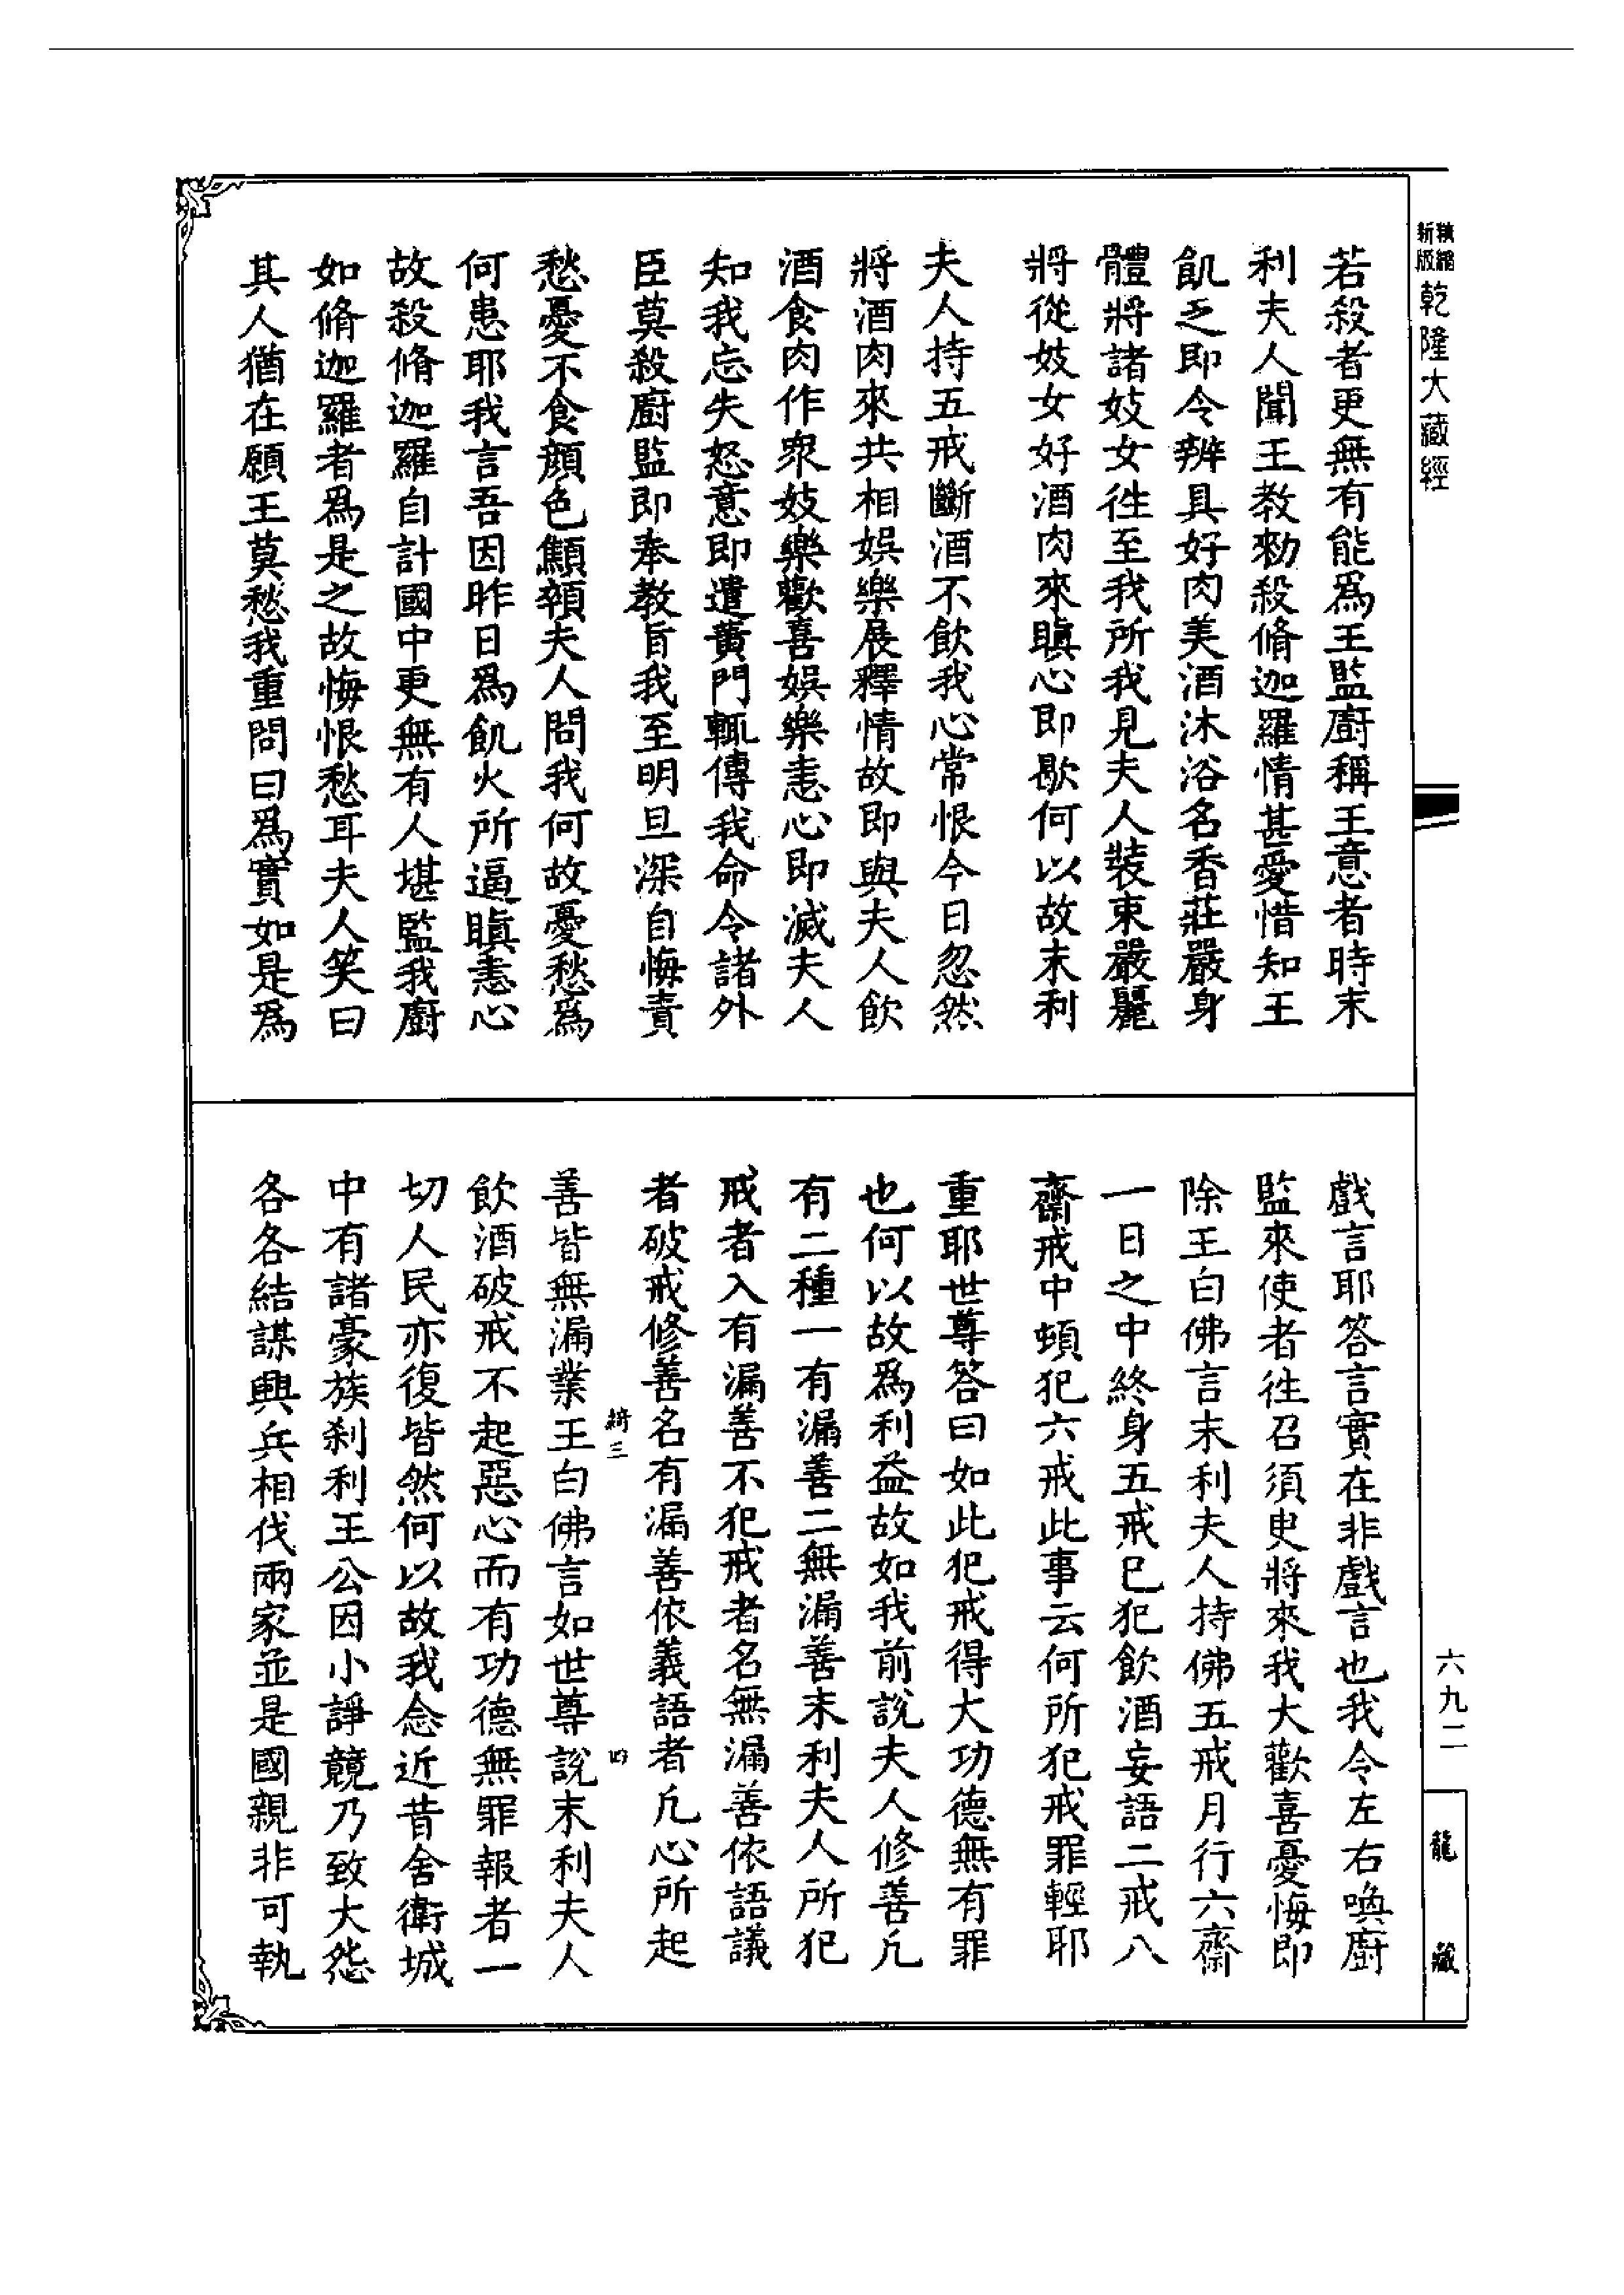 精縮新版乾隆大藏經
若殺者更無有能爲王監廚稱王意者時末
利夫人聞王教勑殺脩迦羅情甚愛惜知王
飢乏即令辦具好肉美酒沐浴名香莊嚴身
體將諸妓女徃至我所我見夫人裝束嚴麗
將從妓女好酒肉來瞋心即歇何以故末利
夫人持五戒斷酒不飲我心常恨今日忽然
將酒肉來共相娛樂展釋情故即與夫人飲
酒食肉作衆妓樂歡喜娛樂恚心即滅夫人
知我忘失怒意即遣黃門輒傳我命令諸外
臣莫殺廚監即奉教旨我至明旦深自悔責
愁憂不食顏色顦顇夫人問我何故憂愁爲
何患耶我言吾因昨日爲飢火所逼瞋恚心
故殺脩迦羅自計國中更無有人堪監我廚
如脩迦羅者爲是之故悔恨愁耳夫人笑曰
其人猶在願王莫愁我重問曰爲實如是爲
戲言耶答言實在非戲言也我令左右喚廚
監來使者徃召須臾將來我大歡喜憂悔即
除王白佛言末利夫人持佛五戒月行六齋
一日之中終身五戒已犯飲酒妄語二戒八
齋戒中頓犯六戒此事云何所犯戒罪輕耶
重耶世尊答曰如此犯戒得大功德無有罪
也何以故爲利益故如我前說夫人修善凡
有二種一有漏善二無漏善末利夫人所犯
戒者入有漏善不犯戒者名無漏善依語議
者破戒修善名有漏善依義語者凡心所起
善皆無漏業王白佛言如世尊說末利夫人
綺三
四
飲酒破戒不起惡心而有功德無罪報者一
切人民亦復皆然何以故我念近昔舍衛城
中有諸豪族剎利王公因小諍競乃致大怨
各各結謀興兵相伐兩家並是國親非可執
六九二
龍藏